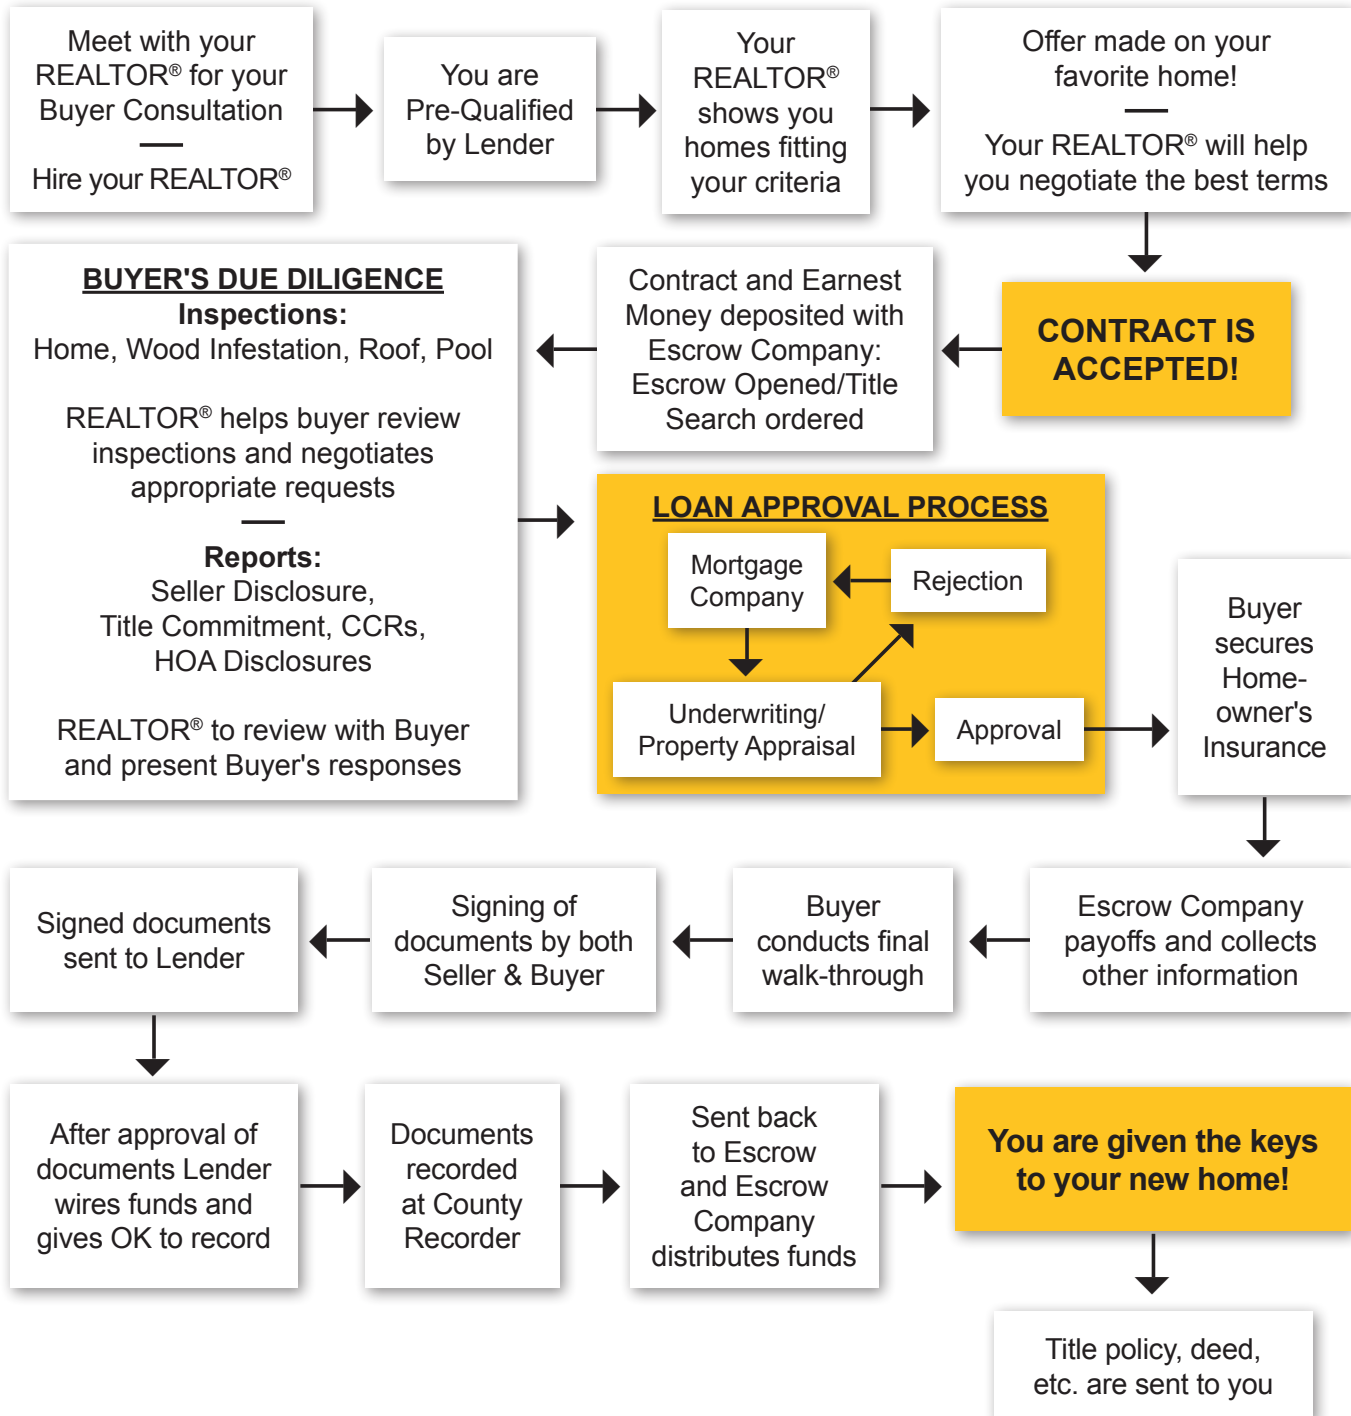 Meet with your
REALTOR® for your
Buyer Consultation
Hire your REALTOR®
You are
Pre-Qualified
by Lender
Your
REALTOR®
shows you
homes fitting
your criteria
Offer made on your
favorite home!
Your REALTOR® will help
you negotiate the best terms
CONTRACT IS
ACCEPTED!
Contract and Earnest
Money deposited with
Escrow Company:
Escrow Opened/Title
Search ordered
BUYER'S DUE DILIGENCE
Inspections:
Home, Wood Infestation, Roof, Pool
REALTOR® helps buyer review
inspections and negotiates
appropriate requests
Reports:
Seller Disclosure,
Title Commitment, CCRs,
HOA Disclosures
REALTOR® to review with Buyer
and present Buyer's responses
LOAN APPROVAL PROCESS
Mortgage
Company
Rejection
Underwriting/
Property Appraisal
Approval
Buyer
secures
Home-
owner's
Insurance
Escrow Company
payoffs and collects
other information
Buyer
conducts final
walk-through
Signing of
documents by both
Seller & Buyer
Signed documents
sent to Lender
After approval of
documents Lender
wires funds and
gives OK to record
Documents
recorded
at County
Recorder
Sent back
to Escrow
and Escrow
Company
distributes funds
You are given the keys
to your new home!
Title policy, deed,
etc. are sent to you